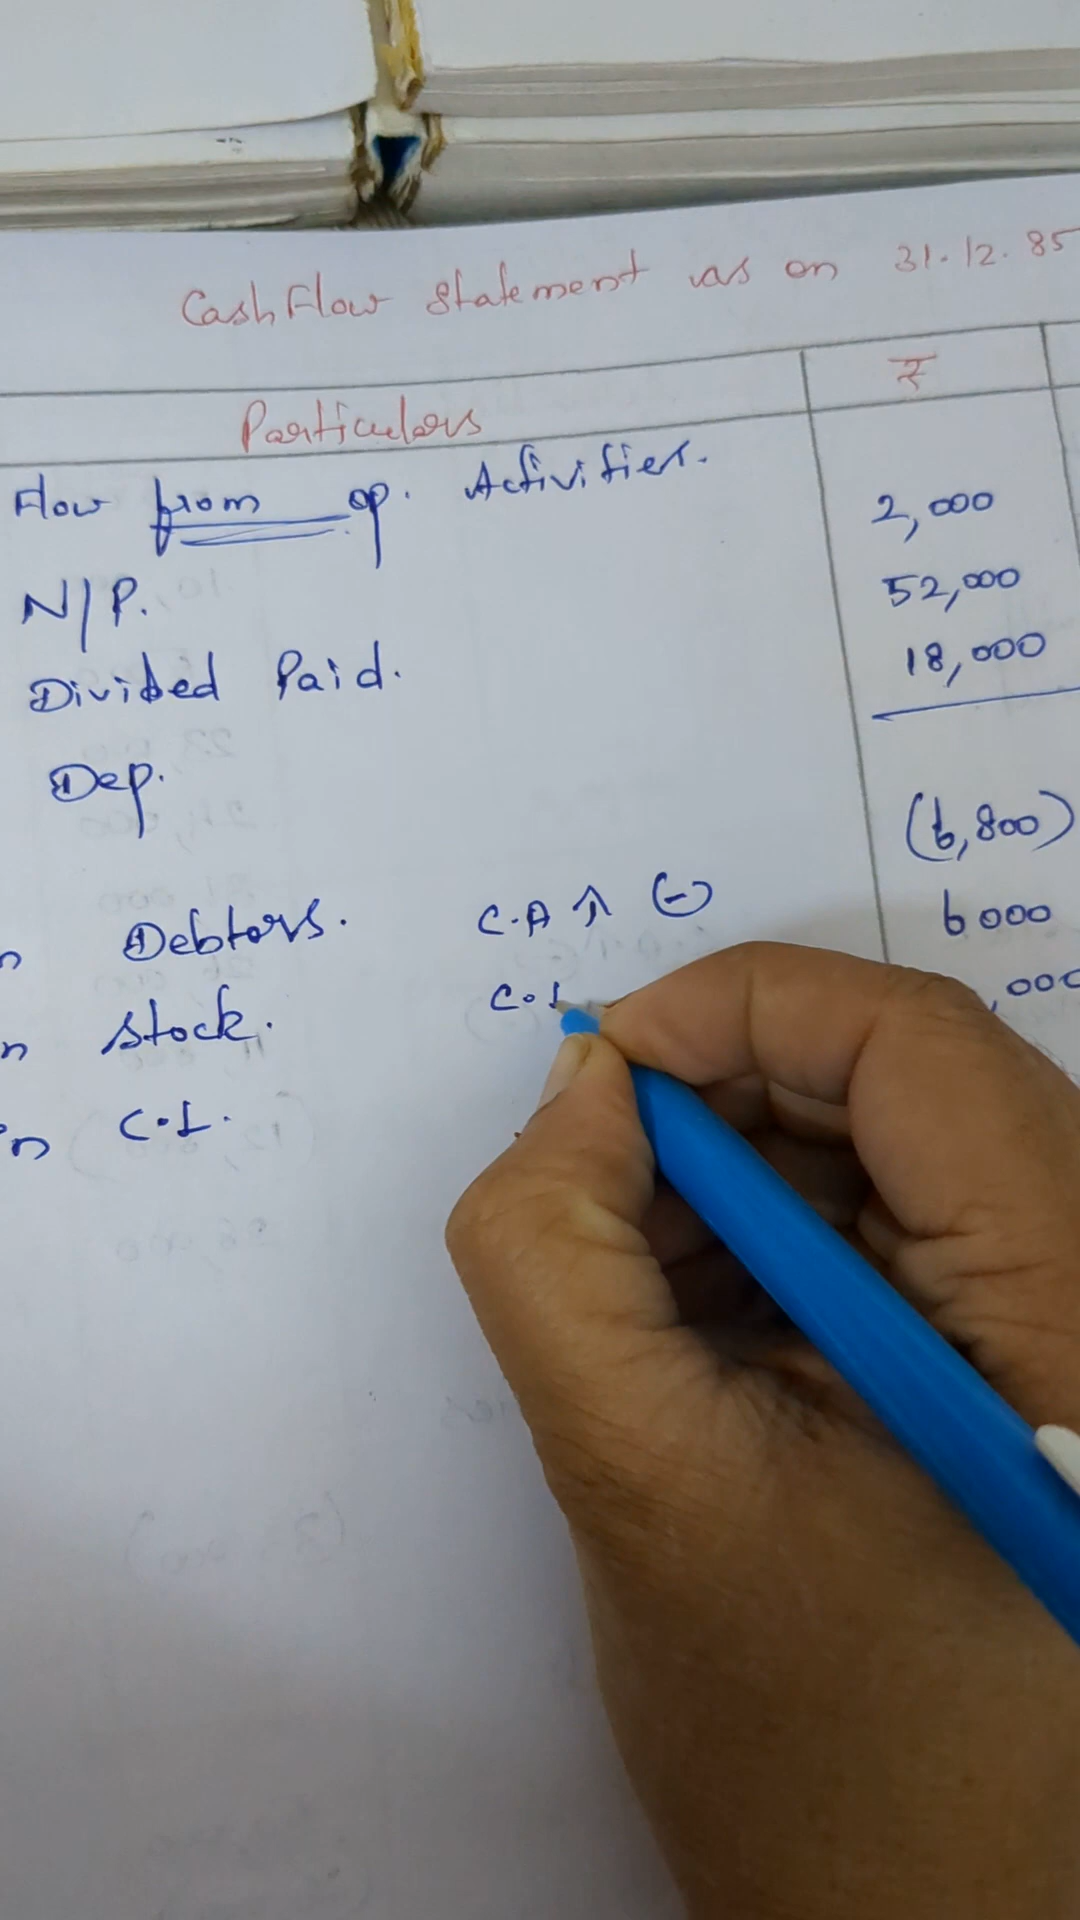 Cash Flow Statement as on 31.12.85
Particulars ₹
Flow from op. Activities.
N/P. 2,000
Divided Paid. 52,000
Dep. 18,000
Debtors. C.A ↑ (-) (6,800)
n Stock. C.L 6000
n C.L. ,000